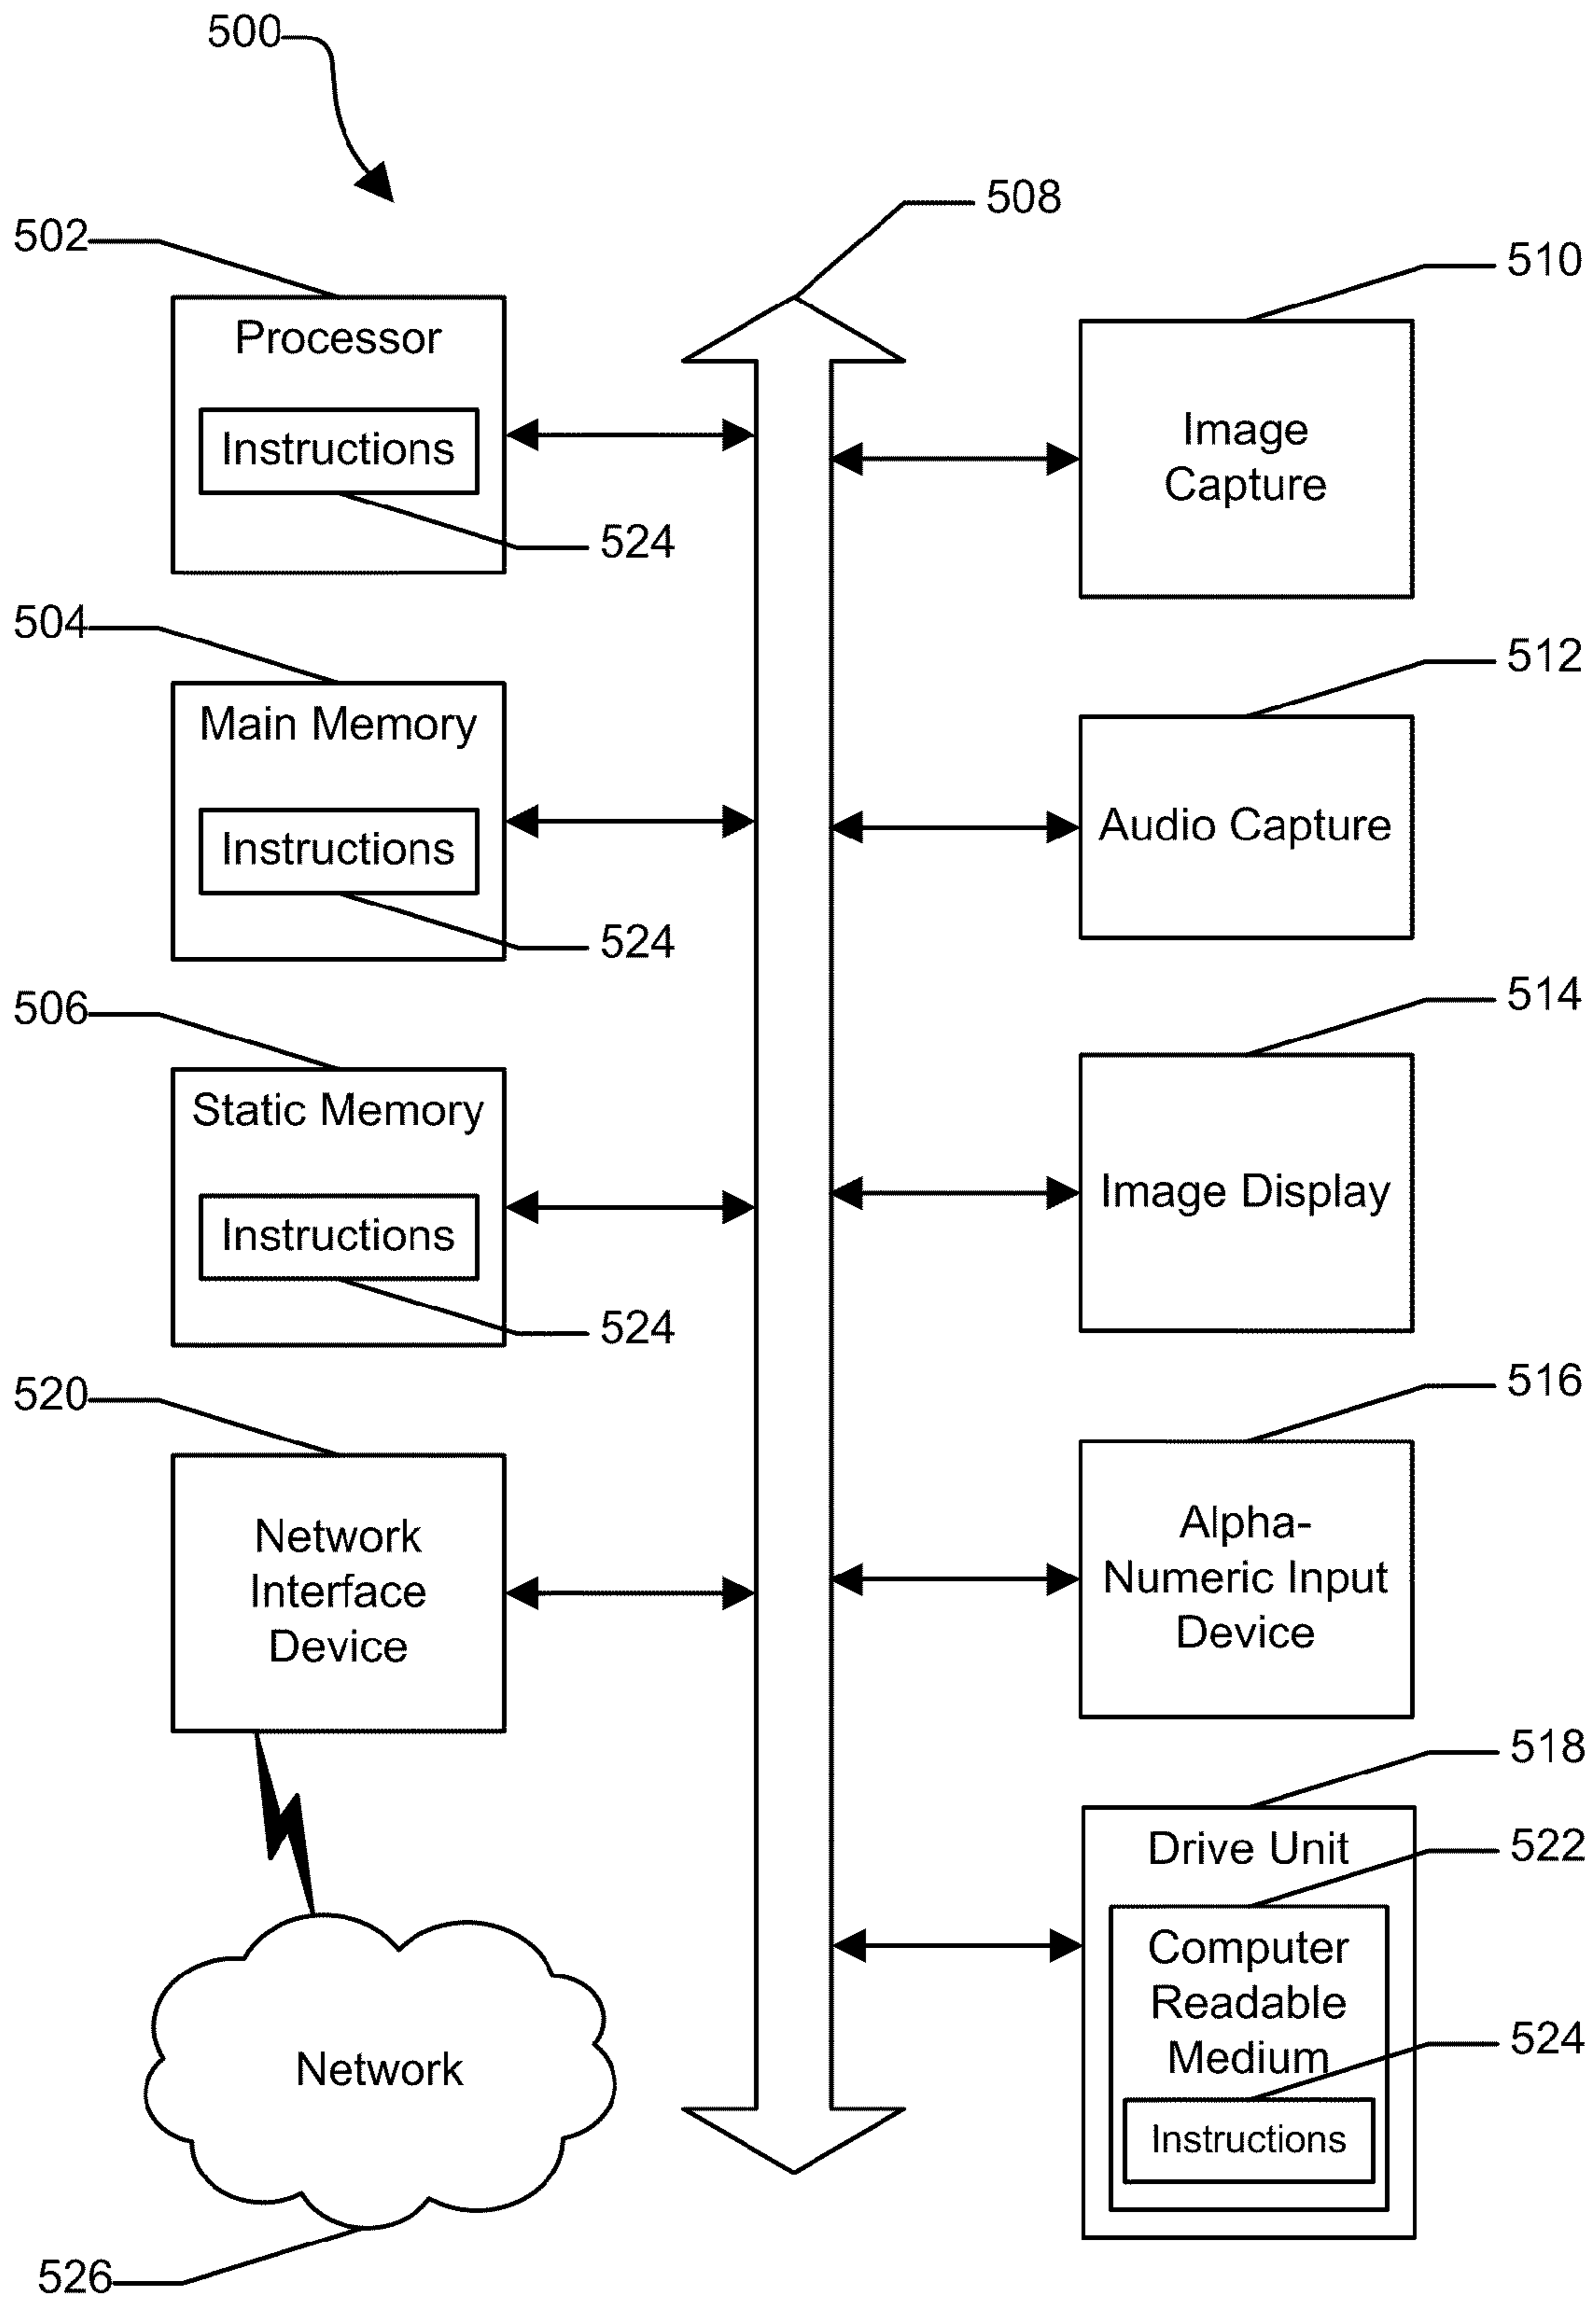 500
508
502
510
Processor
Instructions
524
Image
Capture
504
512
Main Memory
Instructions
524
Audio Capture
506
514
Static Memory
Instructions
524
Image Display
520
516
Network
Interface
Device
Alpha-
Numeric Input
Device
518
Drive Unit
522
Computer
Readable
Medium
524
Instructions
Network
526